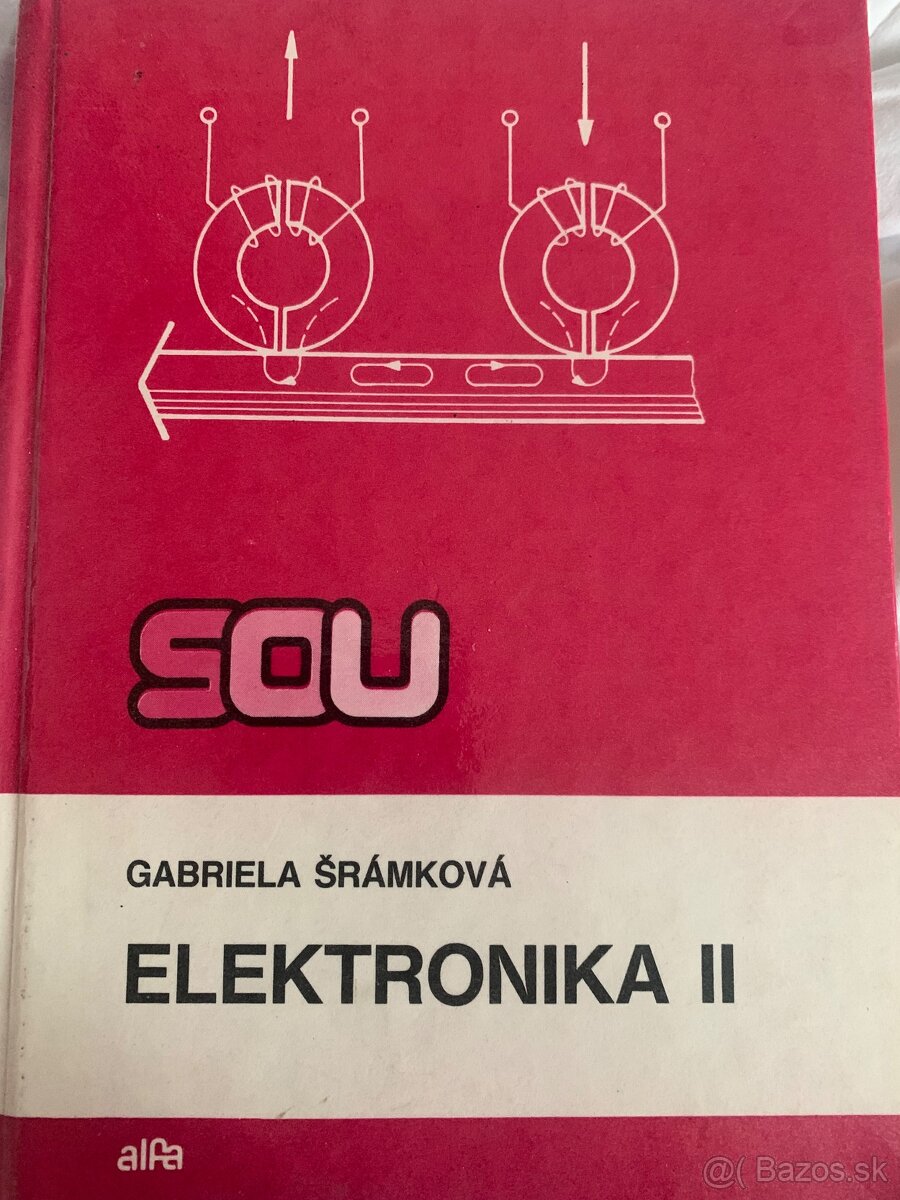 SOU
GABRIELA ŠRÁMKOVÁ
ELEKTRONIKA II
alfa
@( Bazos.sk